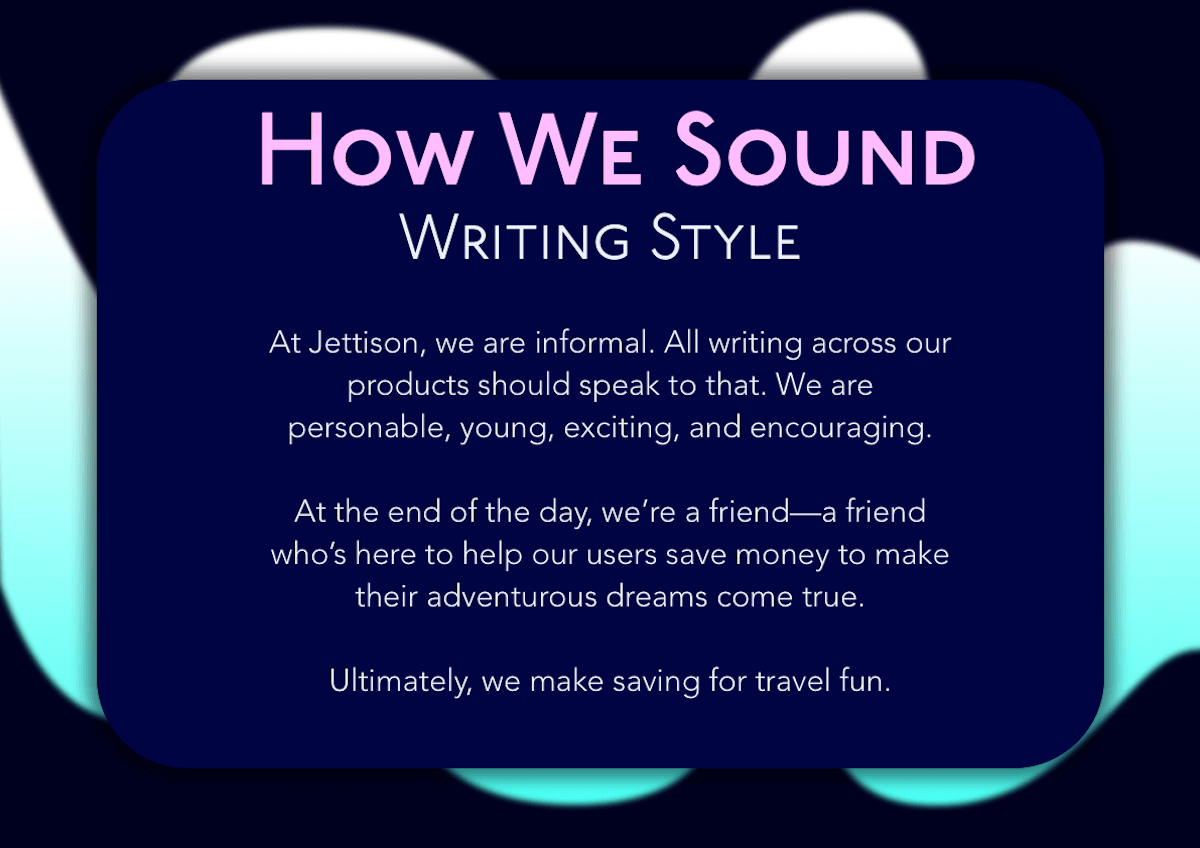 How We Sound
Writing Style
At Jettison, we are informal. All writing across our
products should speak to that. We are
personable, young, exciting, and encouraging.
At the end of the day, we’re a friend—a friend
who’s here to help our users save money to make
their adventurous dreams come true.
Ultimately, we make saving for travel fun.